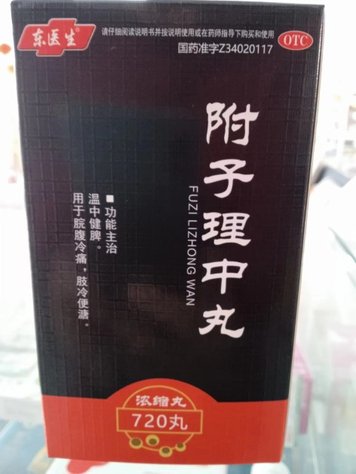 东医生
请仔细阅读说明书并按说明使用或在药师指导下购买和使用
国药准字Z34020117
OTC
附子理中丸
FUZI LIZHONG WAN
■功能主治
温中健脾。
用于脘腹冷痛，肢冷便溏。
浓缩丸
720丸